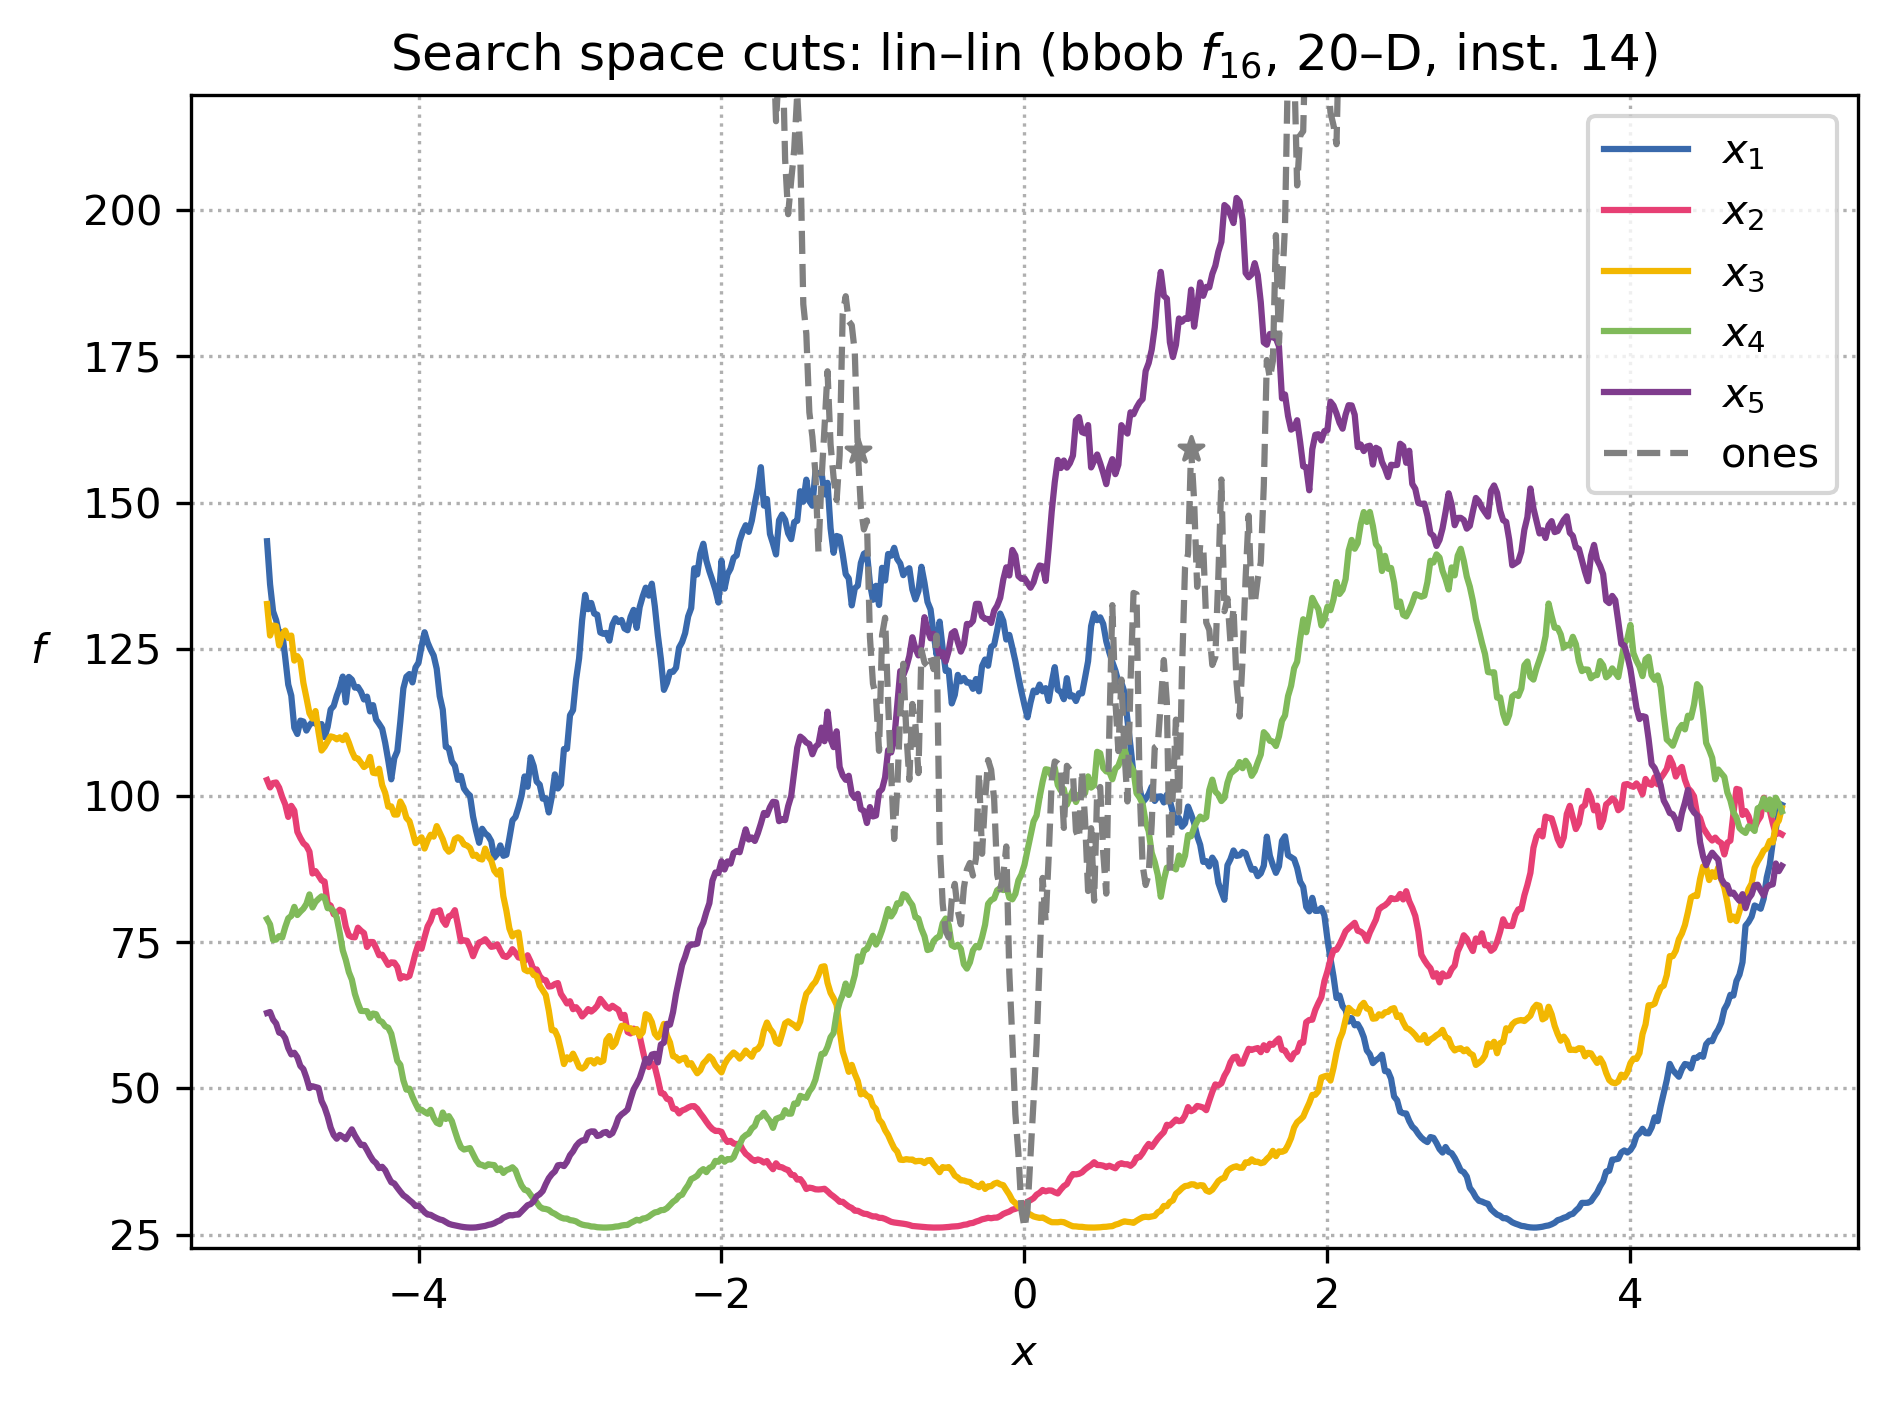 Search space cuts: lin–lin (bbob f₁₆, 20–D, inst. 14)
200
175
150
125
100
75
50
25
f
−4
−2
0
2
4
x
x₁
x₂
x₃
x₄
x₅
ones